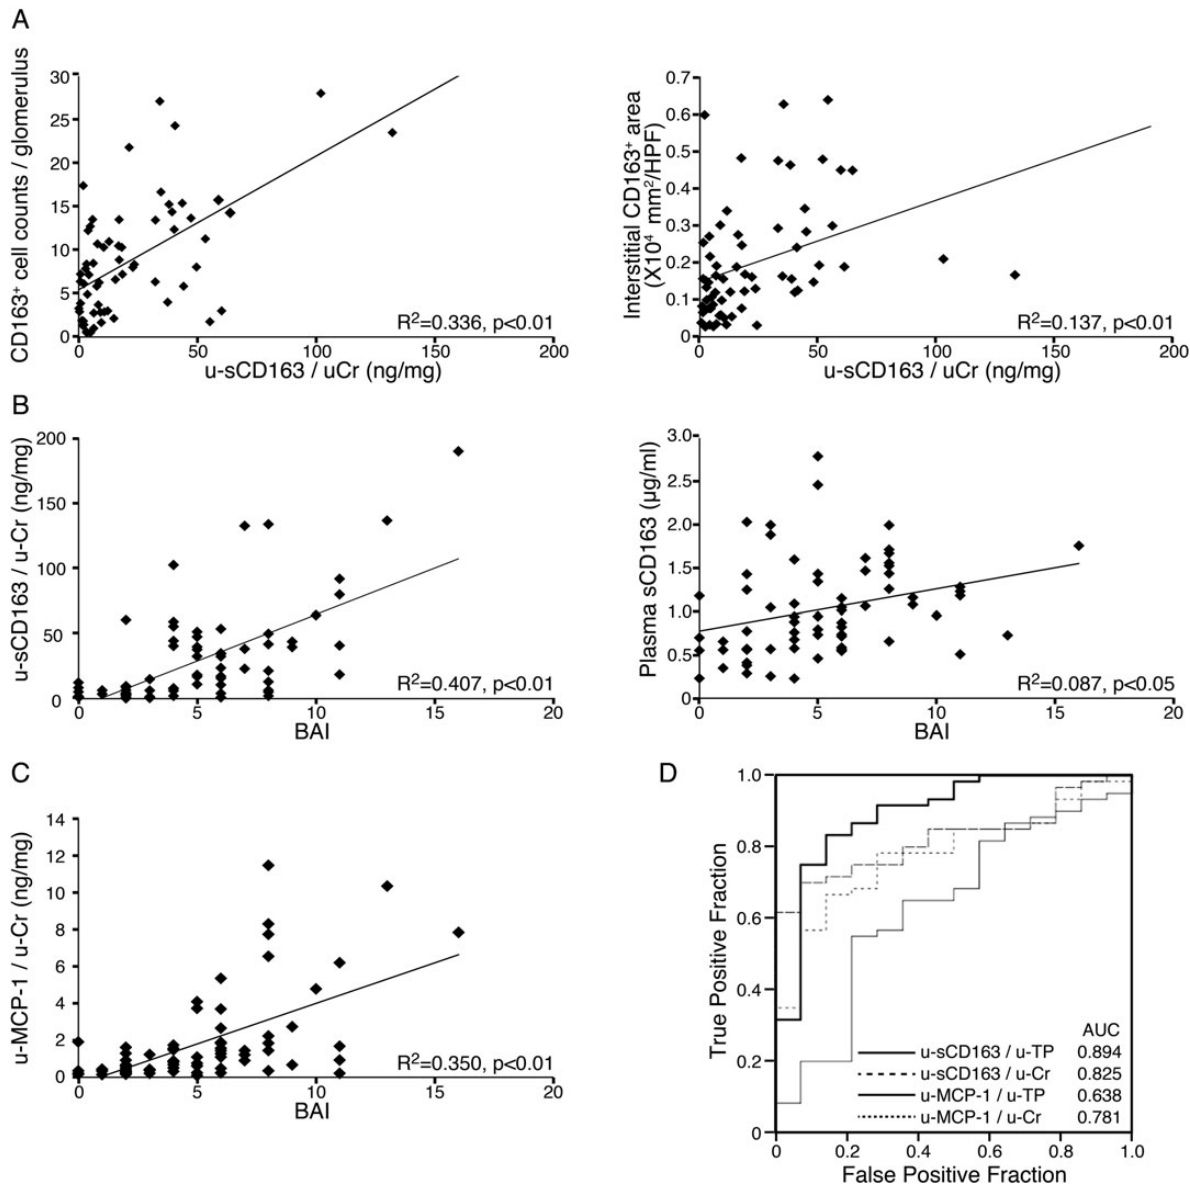 A
CD163+ cell counts / glomerulus
30
25
20
15
10
5
0
0 50 100 150 200
u-sCD163 / uCr (ng/mg)
R2=0.336, p<0.01
Interstitial CD163+ area
(X10⁴ mm²/HPF)
0.7
0.6
0.5
0.4
0.3
0.2
0.1
0
0 50 100 150 200
u-sCD163 / uCr (ng/mg)
R2=0.137, p<0.01
B
u-sCD163 / u-Cr (ng/mg)
200
150
100
50
0
0 5 10 15 20
BAI
R2=0.407, p<0.01
Plasma sCD163 (μg/ml)
3.0
2.5
2.0
1.5
1.0
0.5
0
0 5 10 15 20
BAI
R2=0.087, p<0.05
C
u-MCP-1 / u-Cr (ng/mg)
14
12
10
8
6
4
2
0
0 5 10 15 20
BAI
R2=0.350, p<0.01
D
True Positive Fraction
1.0
0.8
0.6
0.4
0.2
0
0 0.2 0.4 0.6 0.8 1.0
False Positive Fraction
AUC
u-sCD163 / u-TP 0.894
u-sCD163 / u-Cr 0.825
u-MCP-1 / u-TP 0.638
u-MCP-1 / u-Cr 0.781